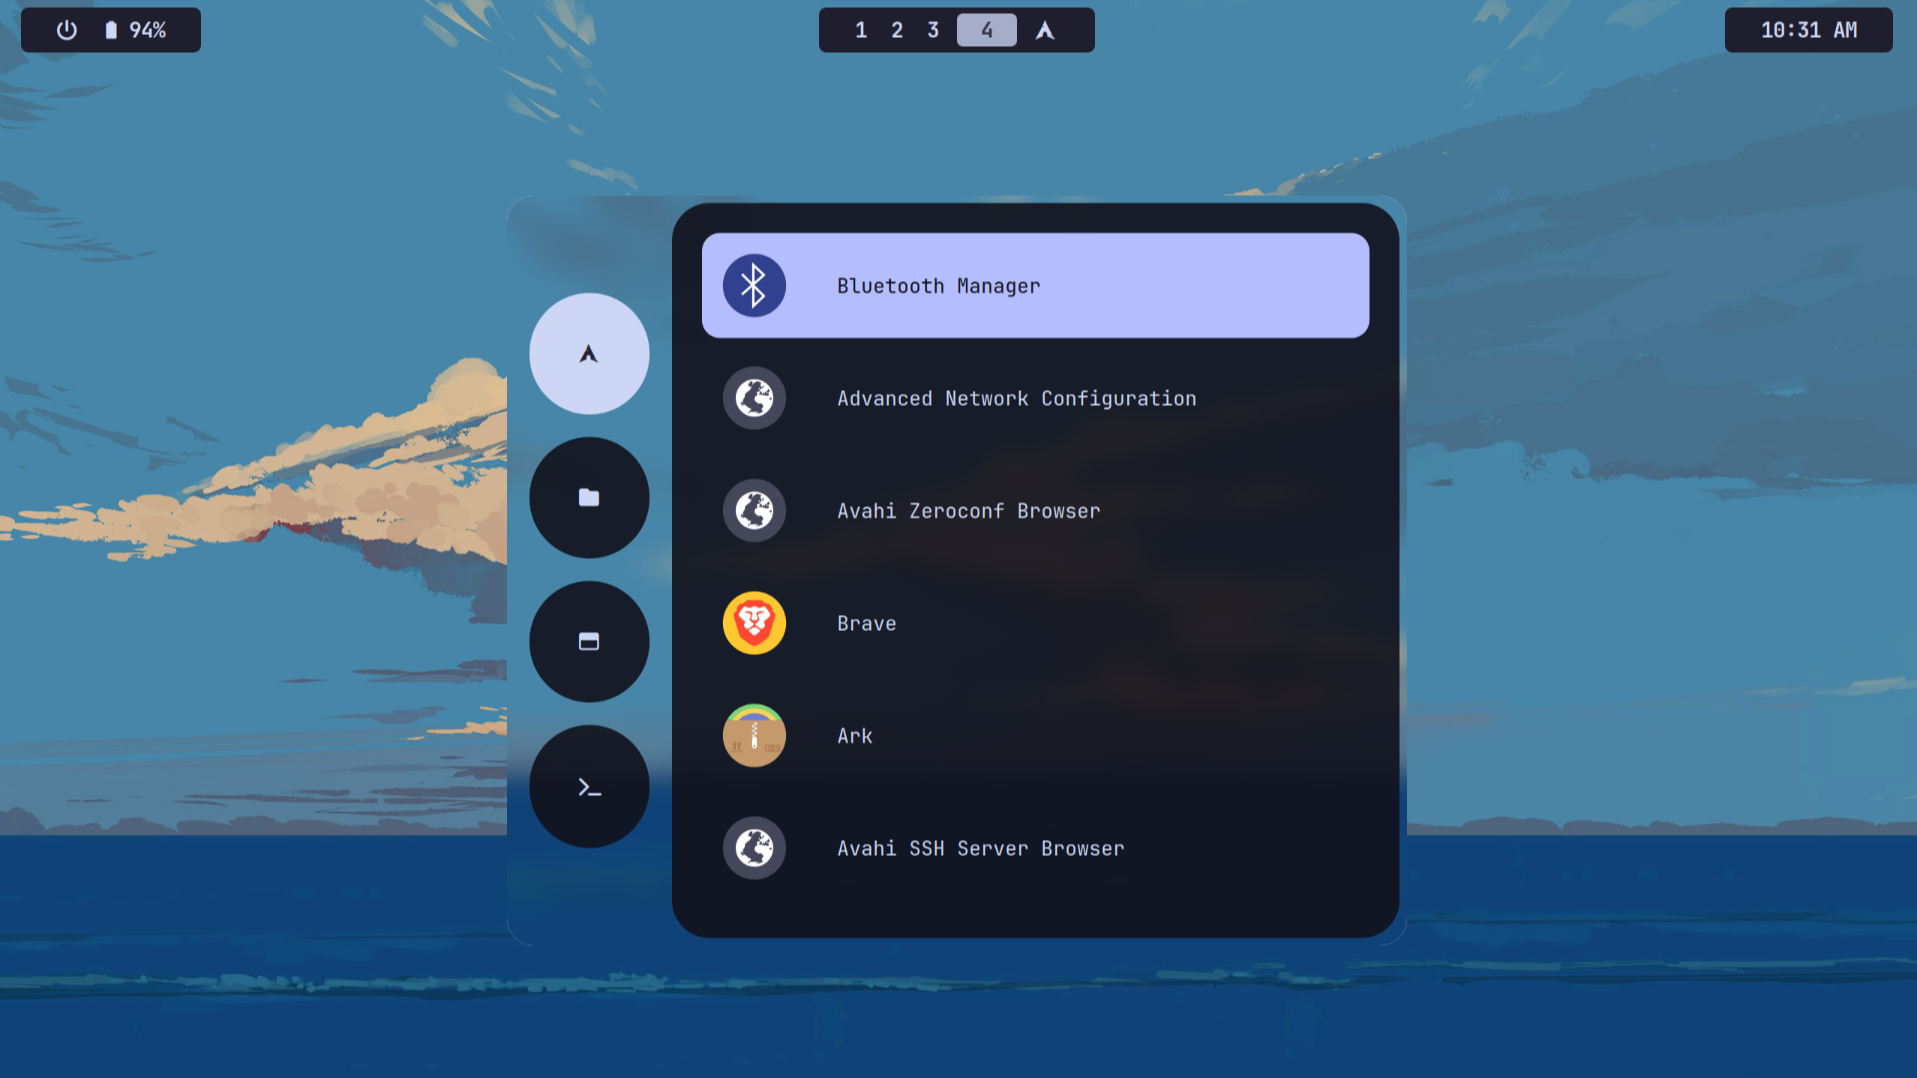 94%
1 2 3 4
10:31 AM
Bluetooth Manager
Advanced Network Configuration
Avahi Zeroconf Browser
Brave
Ark
Avahi SSH Server Browser